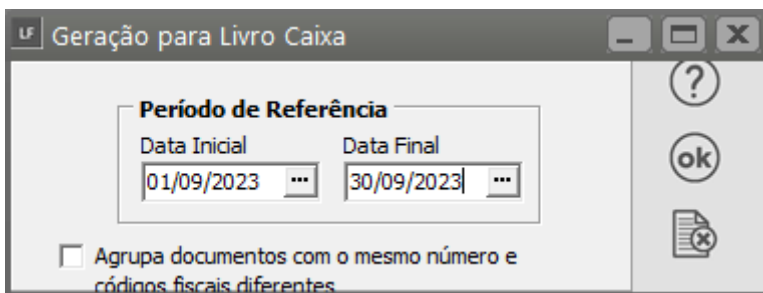 LF Geração para Livro Caixa
Período de Referência
Data Inicial Data Final
01/09/2023 ... 30/09/2023 ...
?
ok
Agrupa documentos com o mesmo número e
códigos fiscais diferentes